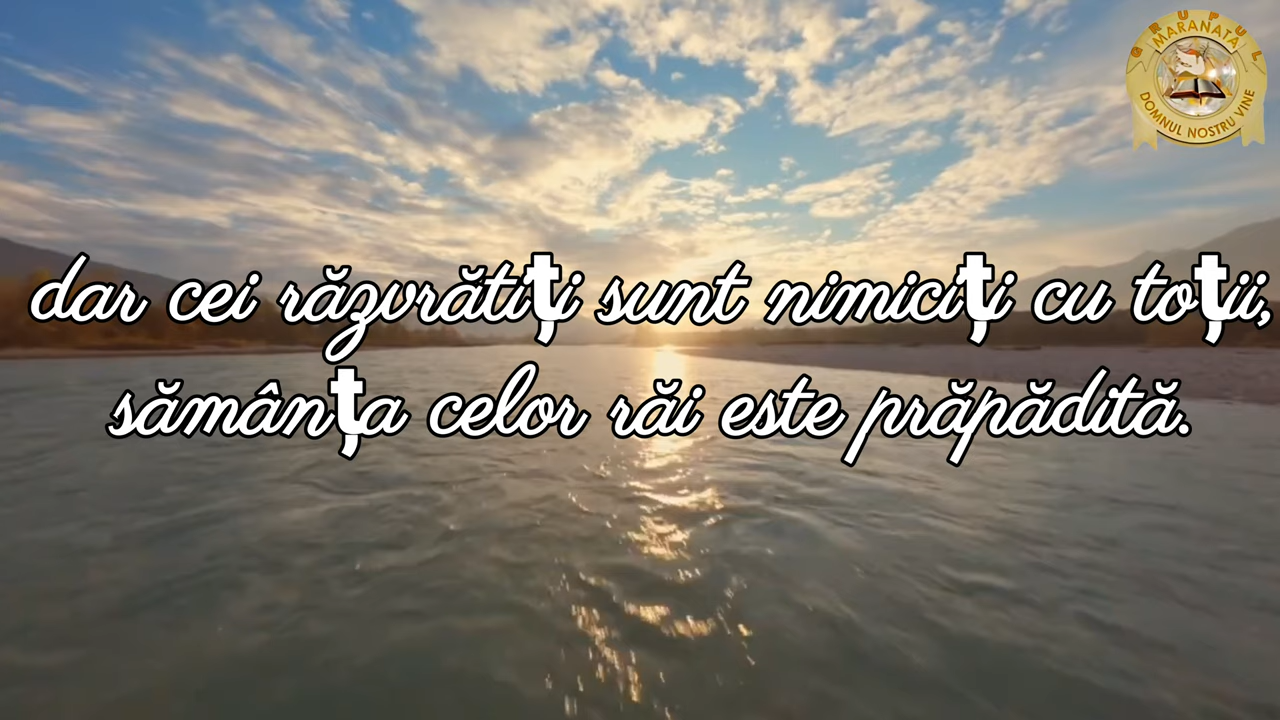 GRUPUL
MARANATA
DOMNUL NOSTRU VINE
dar cei răzvrătiți sunt nimiciți cu toții,
sămânța celor răi este prăpădită.